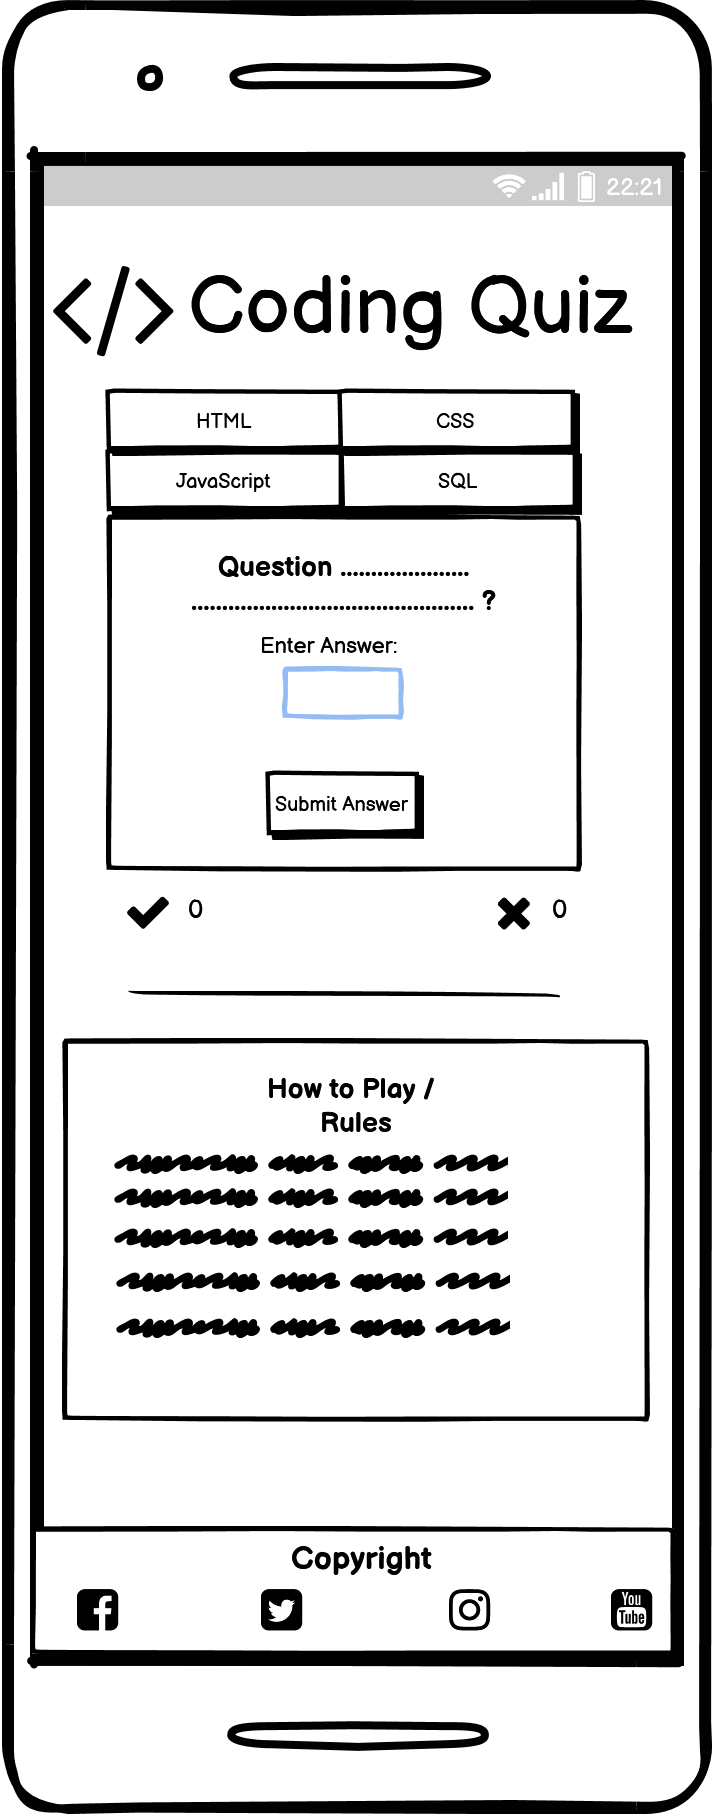 22:21
</> Coding Quiz
HTML CSS
JavaScript SQL
Question .....................
............................................... ?
Enter Answer:
Submit Answer
0 0
How to Play /
Rules
Copyright
You
Tube